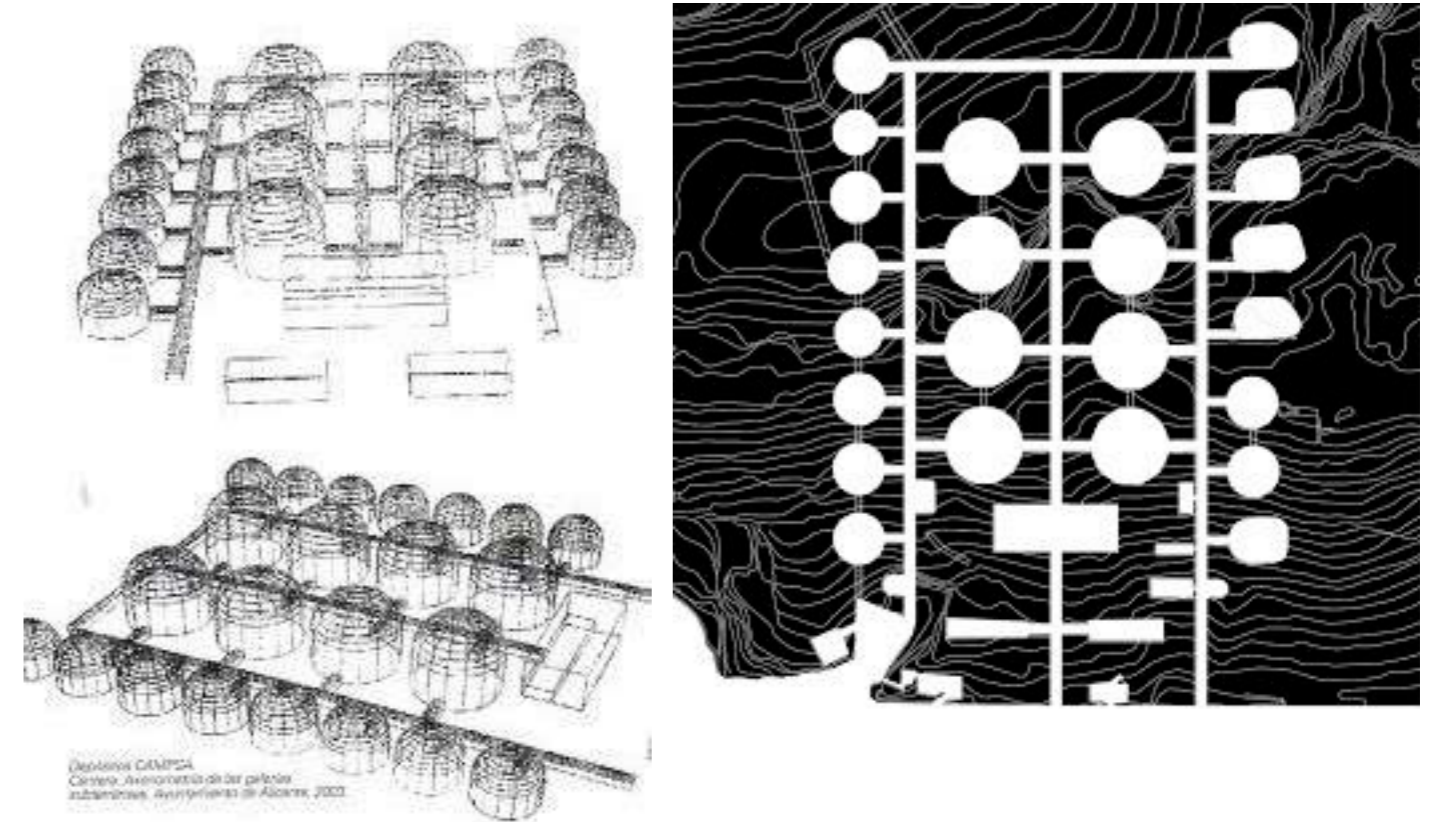 Depósitos CAMPSA
Cantera. Axonometría de las galerías
subterráneas. Ayuntamiento de Alicante, 2003.